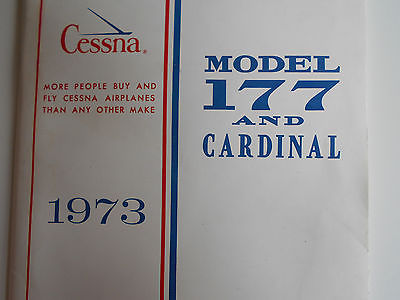 Cessna®
MORE PEOPLE BUY AND
FLY CESSNA AIRPLANES
THAN ANY OTHER MAKE
1973
MODEL
177
AND
CARDINAL